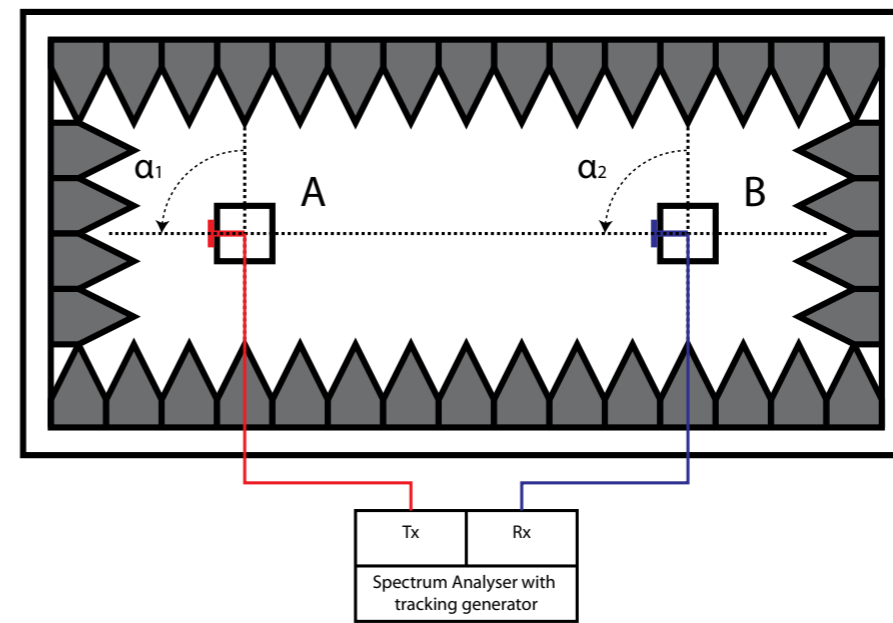 α1
A
α2
B
Tx
Rx
Spectrum Analyser with
tracking generator